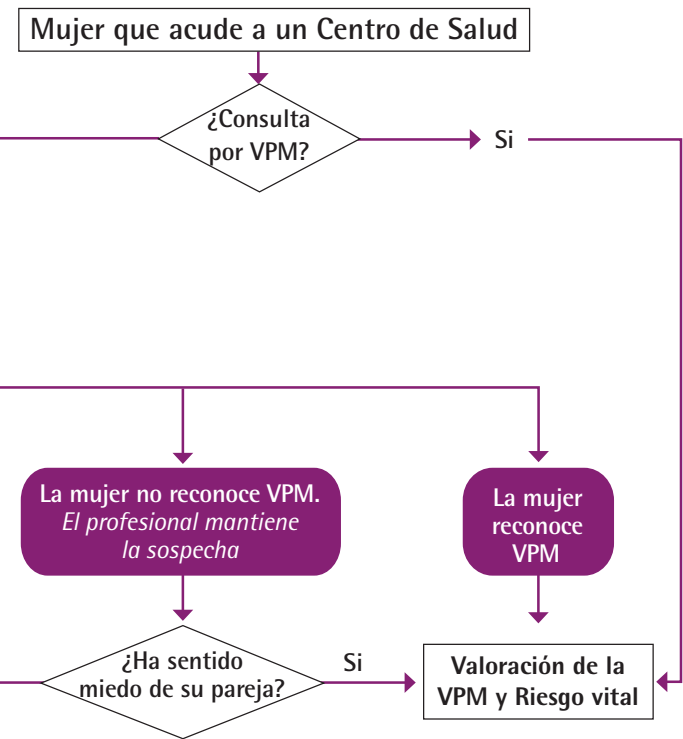 Mujer que acude a un Centro de Salud
¿Consulta
por VPM?
Si
La mujer no reconoce VPM.
El profesional mantiene
la sospecha
La mujer
reconoce
VPM
¿Ha sentido
miedo de su pareja?
Si
Valoración de la
VPM y Riesgo vital